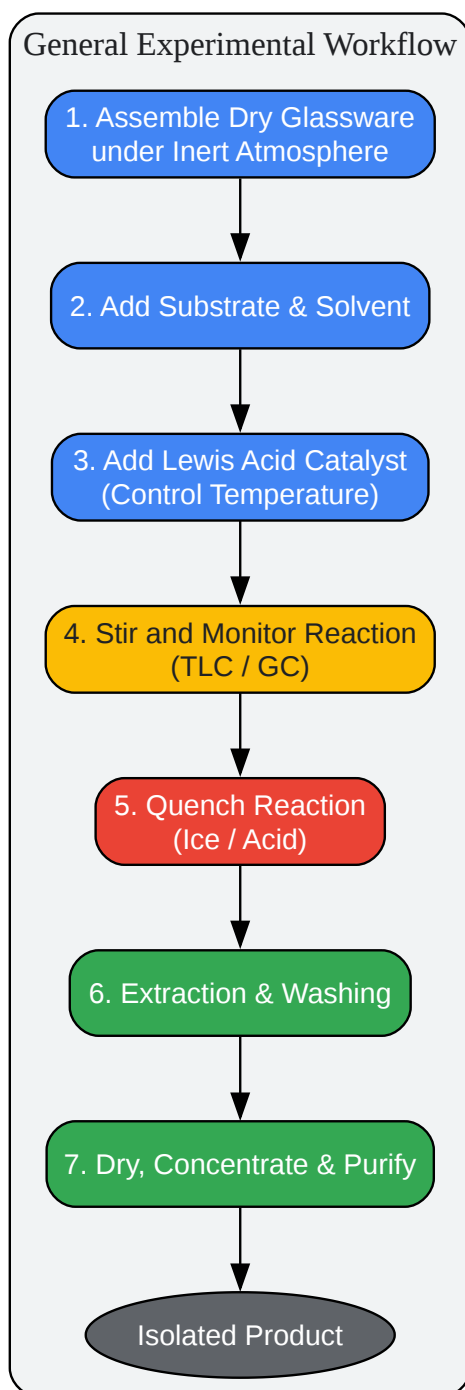 General Experimental Workflow
1. Assemble Dry Glassware
under Inert Atmosphere
2. Add Substrate & Solvent
3. Add Lewis Acid Catalyst
(Control Temperature)
4. Stir and Monitor Reaction
(TLC / GC)
5. Quench Reaction
(Ice / Acid)
6. Extraction & Washing
7. Dry, Concentrate & Purify
Isolated Product